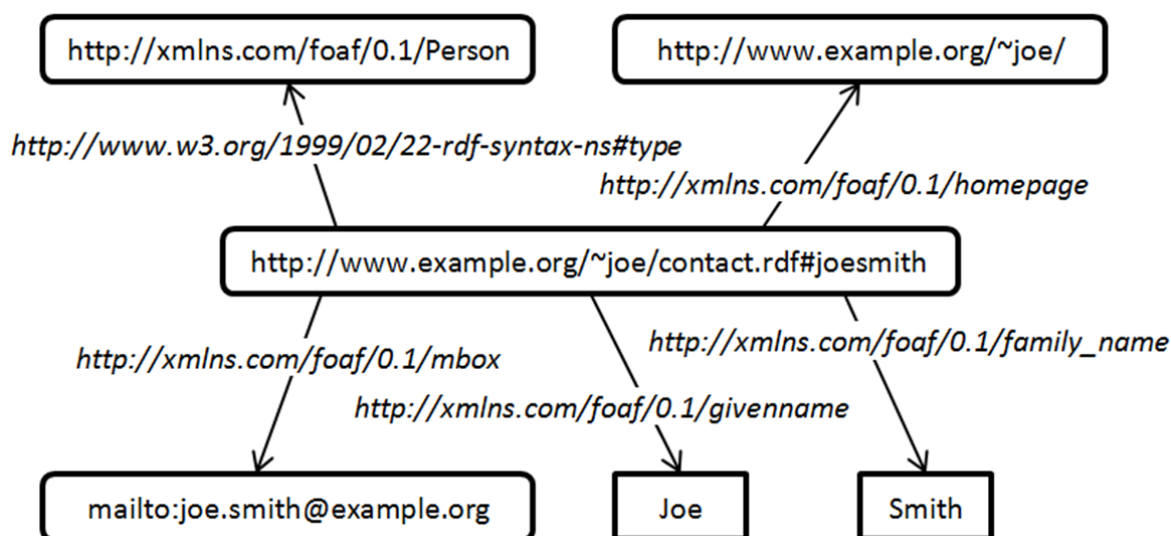 http://xmlns.com/foaf/0.1/Person
http://www.example.org/~joe/
http://www.w3.org/1999/02/22-rdf-syntax-ns#type
http://xmlns.com/foaf/0.1/homepage
http://www.example.org/~joe/contact.rdf#joesmith
http://xmlns.com/foaf/0.1/family_name
http://xmlns.com/foaf/0.1/mbox
http://xmlns.com/foaf/0.1/givenname
mailto:joe.smith@example.org
Joe
Smith